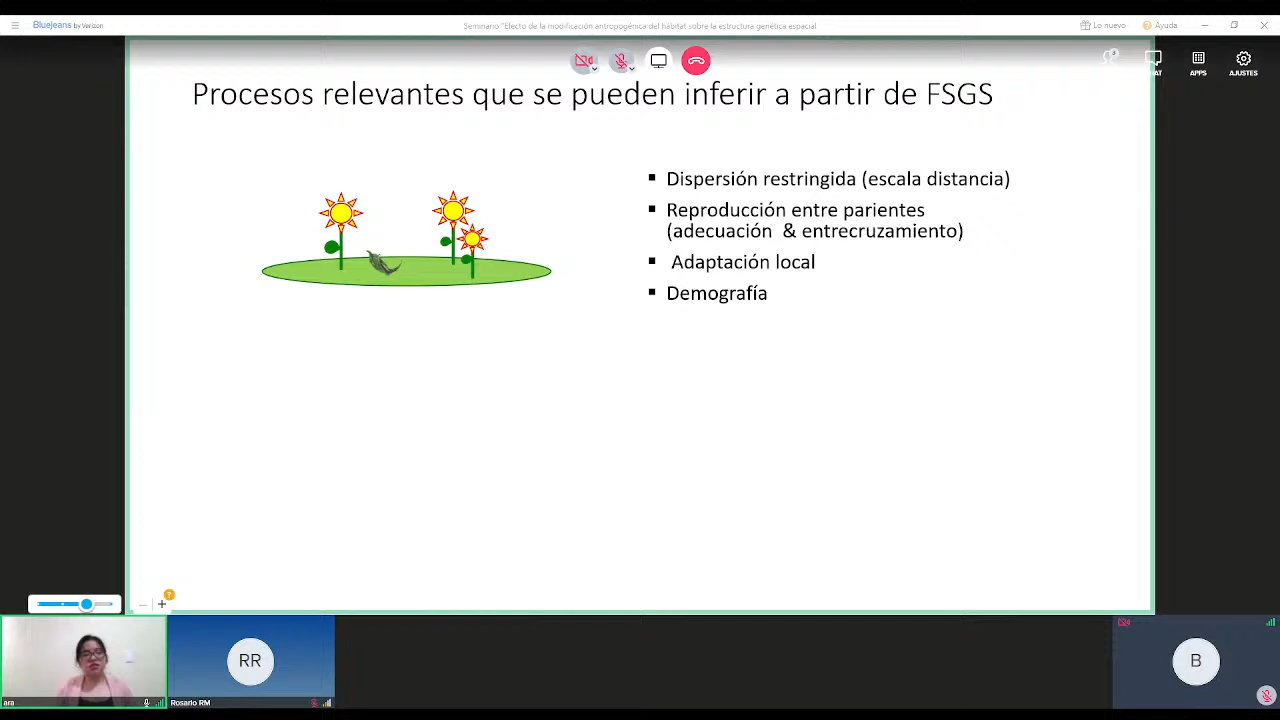 BlueJeans by Verizon
Seminario "Efecto de la modificación antropogénica del hábitat sobre la estructura genética espacial
Lo nuevo
? Ayuda
3
APPS
AJUSTES
Procesos relevantes que se pueden inferir a partir de FSGS
▪ Dispersión restringida (escala distancia)
▪ Reproducción entre parientes
(adecuación & entrecruzamiento)
▪ Adaptación local
▪ Demografía
?
ara
RR
Rosario RM
B